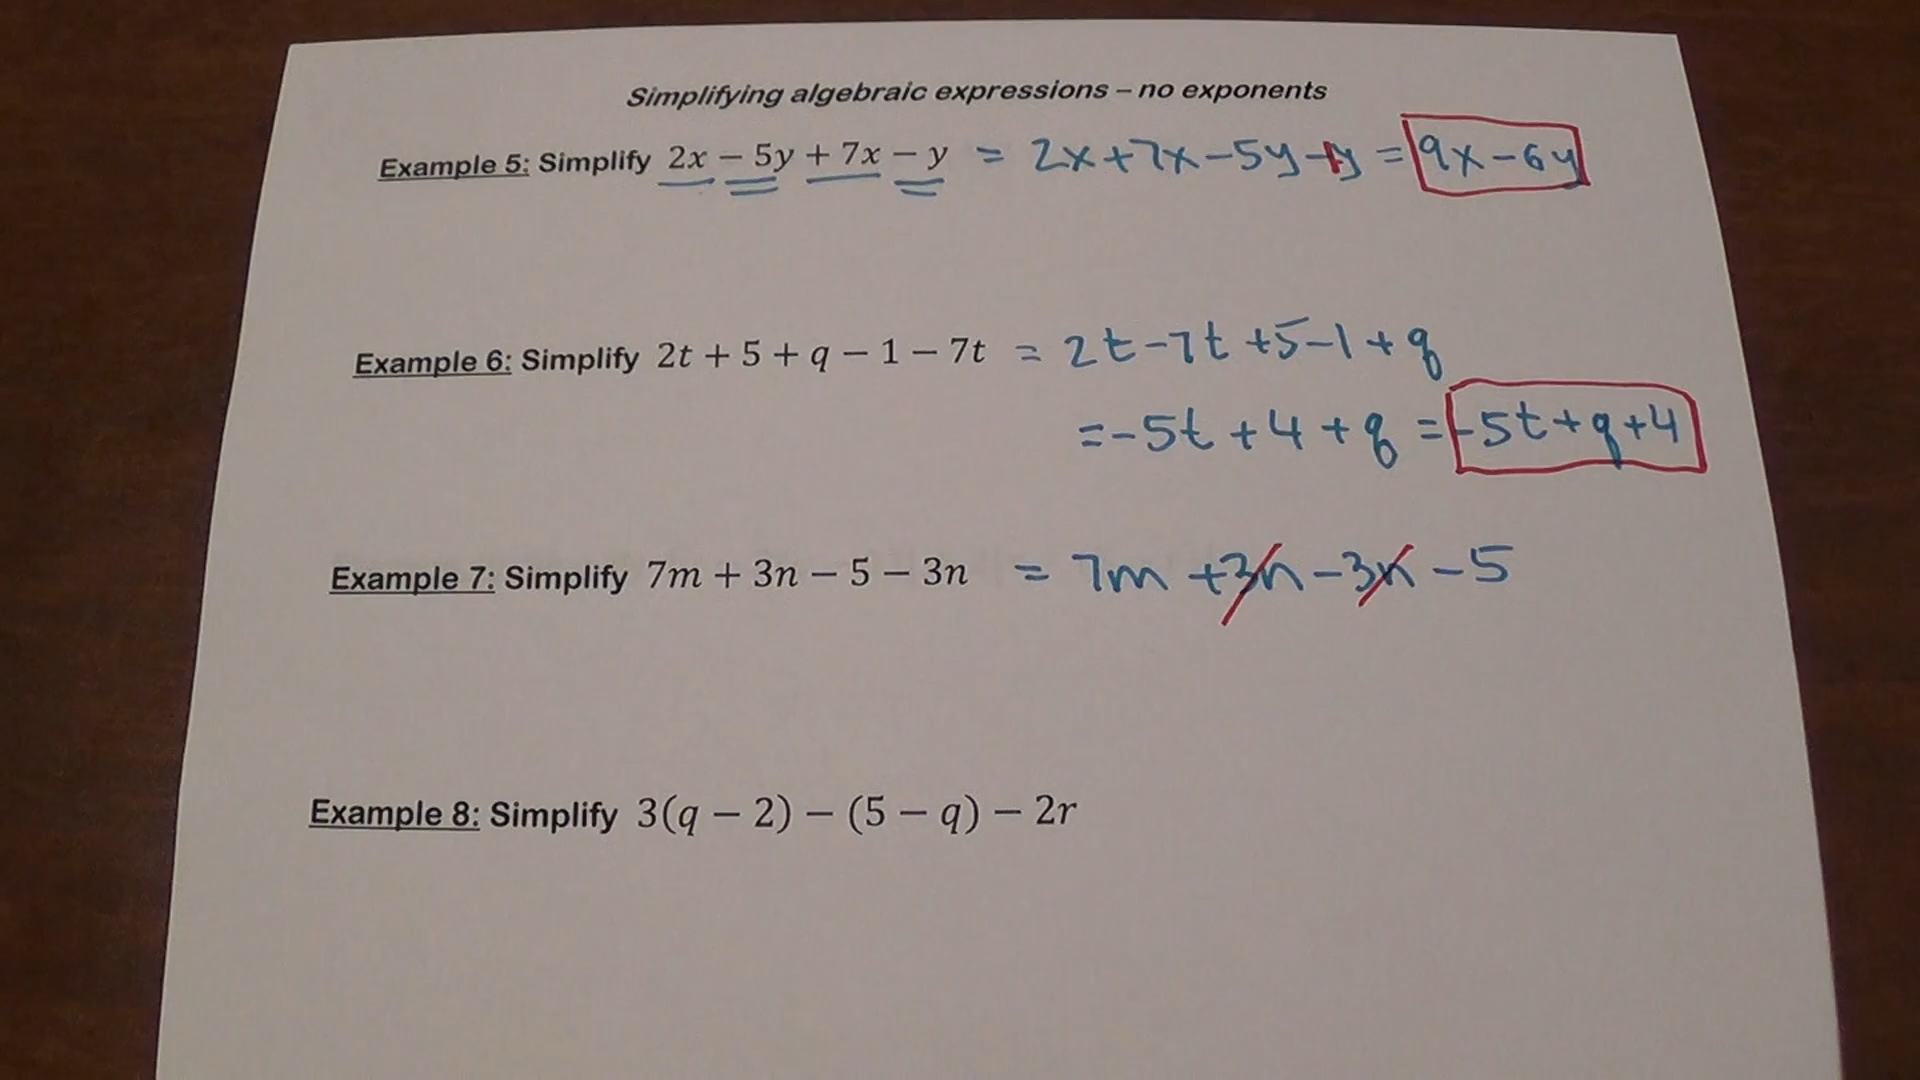 Simplifying algebraic expressions – no exponents
Example 5: Simplify 2x − 5y + 7x − y = 2x+7x−5y−1y = 9x−6y
Example 6: Simplify 2t + 5 + q − 1 − 7t = 2t−7t+5−1+q
=−5t+4+q = −5t+q+4
Example 7: Simplify 7m + 3n − 5 − 3n = 7m +3n−3n−5
Example 8: Simplify 3(q − 2) − (5 − q) − 2r